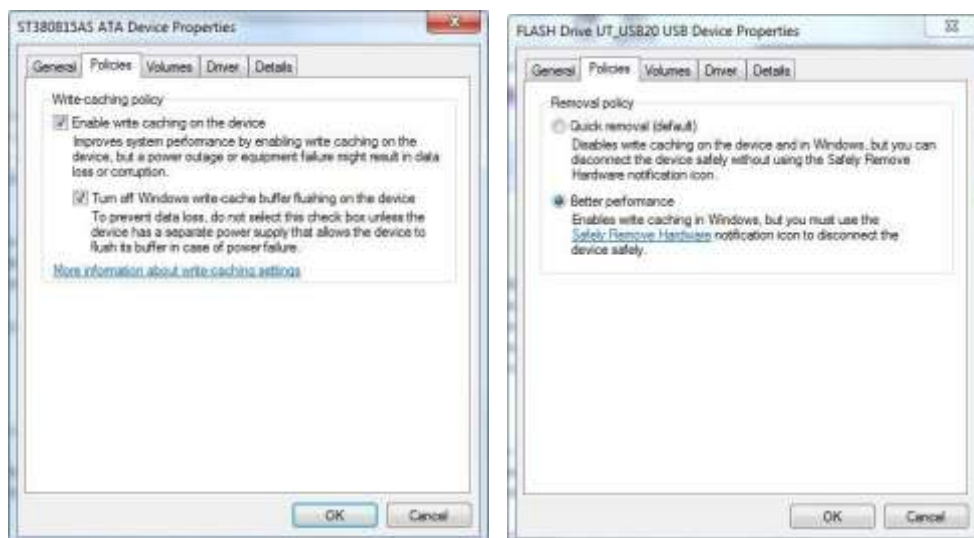 ST380815AS ATA Device Properties
General Policies Volumes Driver Details
Write-caching policy
Enable write caching on the device
Improves system performance by enabling write caching on the
device, but a power outage or equipment failure might result in data
loss or corruption.
Turn off Windows write-cache buffer flushing on the device
To prevent data loss, do not select this check box unless the
device has a separate power supply that allows the device to
flush its buffer in case of power failure.
More information about write-caching settings
OK Cancel
FLASH Drive UT_USB20 USB Device Properties
General Policies Volumes Driver Details
Removal policy
Quick removal (default)
Disables write caching on the device and in Windows, but you can
disconnect the device safely without using the Safely Remove
Hardware notification icon.
Better performance
Enables write caching in Windows, but you must use the
Safely Remove Hardware notification icon to disconnect the
device safely.
OK Cancel